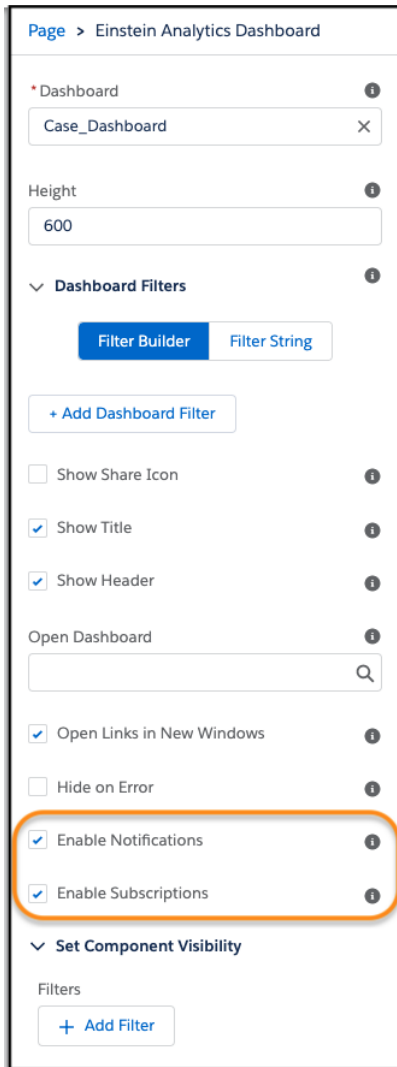 Page > Einstein Analytics Dashboard
* Dashboard
Case_Dashboard
Height
600
Dashboard Filters
Filter Builder Filter String
+ Add Dashboard Filter
Show Share Icon
Show Title
Show Header
Open Dashboard
Open Links in New Windows
Hide on Error
Enable Notifications
Enable Subscriptions
Set Component Visibility
Filters
+ Add Filter